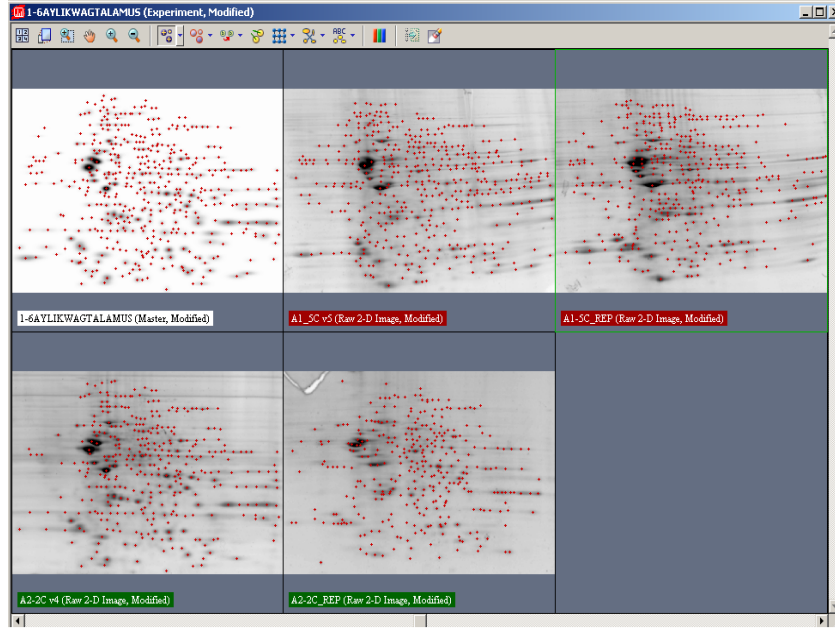 1-6AYLIKWAGTALAMUS (Experiment, Modified)
1-6AYLIKWAGTALAMUS (Master, Modified)
A1_5C v5 (Raw 2-D Image, Modified)
A1-5C_REP (Raw 2-D Image, Modified)
A2-2C v4 (Raw 2-D Image, Modified)
A2-2C_REP (Raw 2-D Image, Modified)